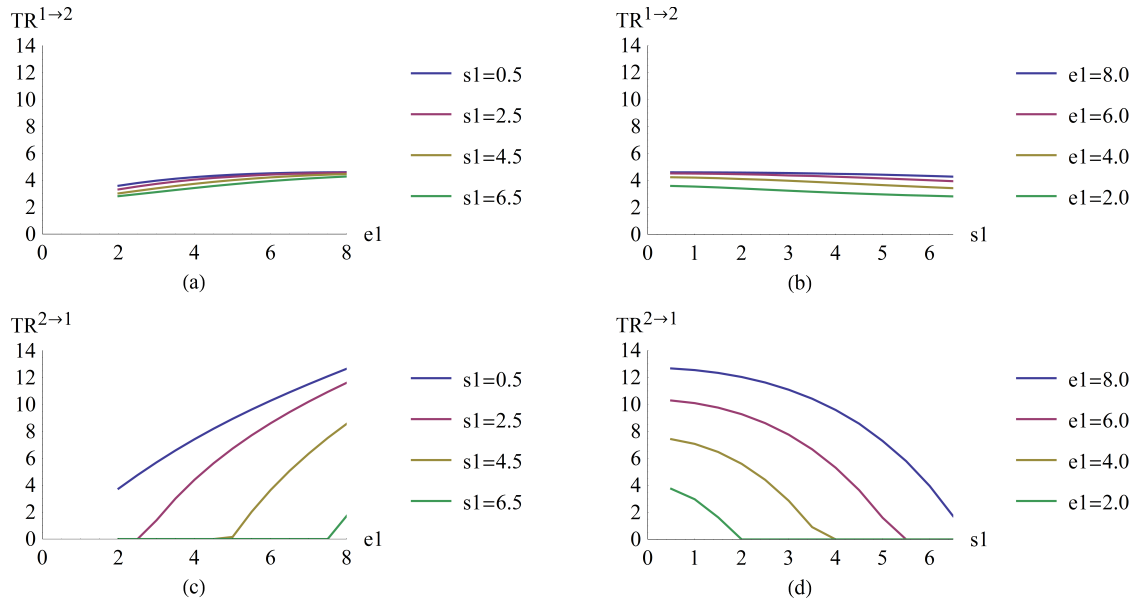 TR1→2
14
12
10
8
6
4
2
0
0 2 4 6 8
e1
s1=0.5
s1=2.5
s1=4.5
s1=6.5
(a)
TR1→2
14
12
10
8
6
4
2
0
0 1 2 3 4 5 6
s1
e1=8.0
e1=6.0
e1=4.0
e1=2.0
(b)
TR2→1
14
12
10
8
6
4
2
0
0 2 4 6 8
e1
s1=0.5
s1=2.5
s1=4.5
s1=6.5
(c)
TR2→1
14
12
10
8
6
4
2
0
0 1 2 3 4 5 6
s1
e1=8.0
e1=6.0
e1=4.0
e1=2.0
(d)